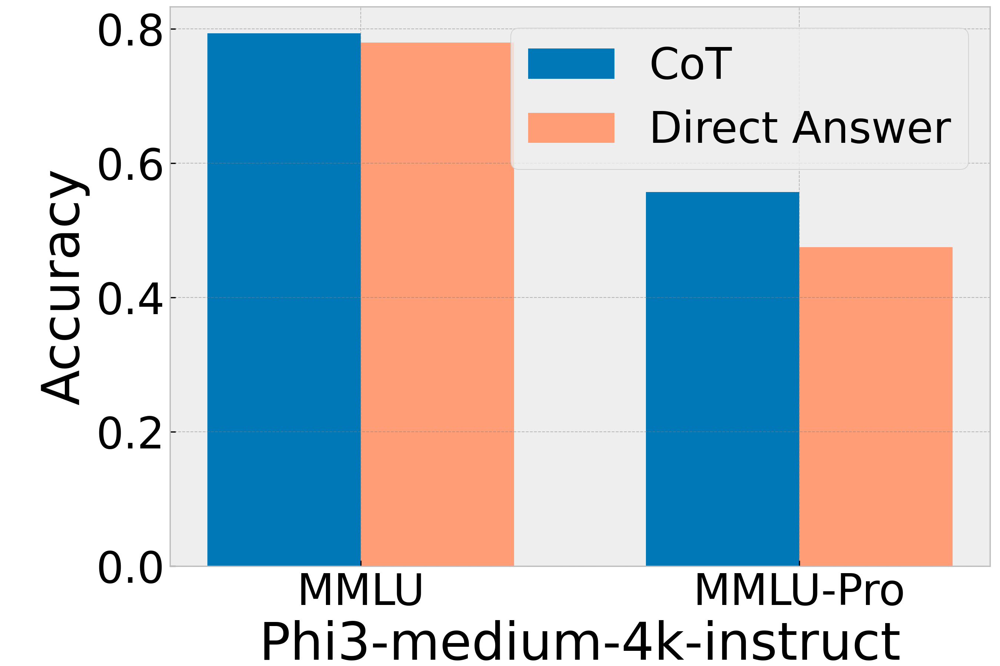 Accuracy
0.8
0.6
0.4
0.2
0.0
CoT
Direct Answer
MMLU
MMLU-Pro
Phi3-medium-4k-instruct